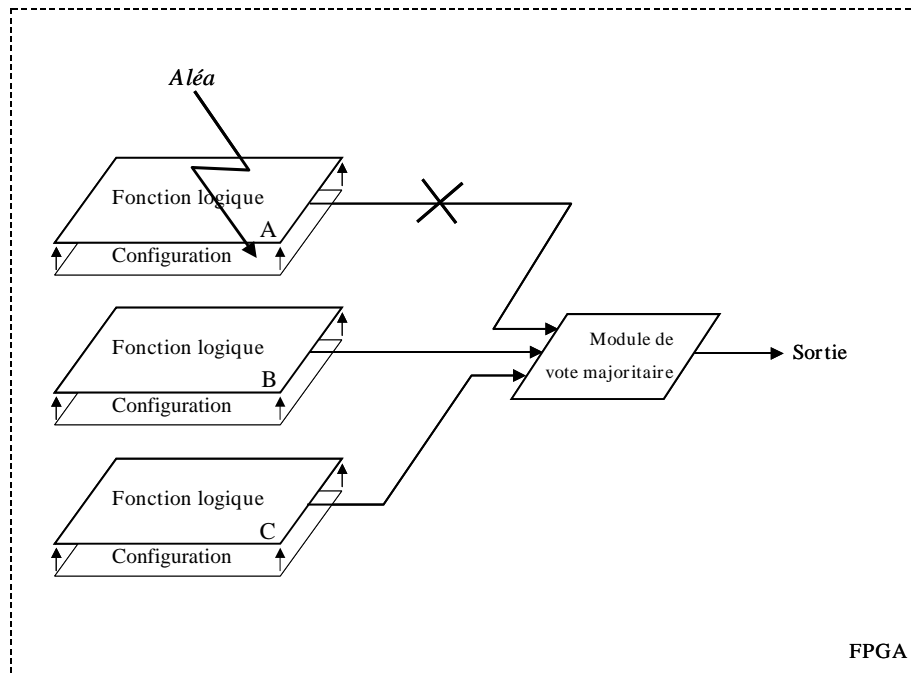 Aléa
Fonction logique
A
Configuration
Fonction logique
B
Configuration
Fonction logique
C
Configuration
Module de
vote majoritaire
Sortie
FPGA